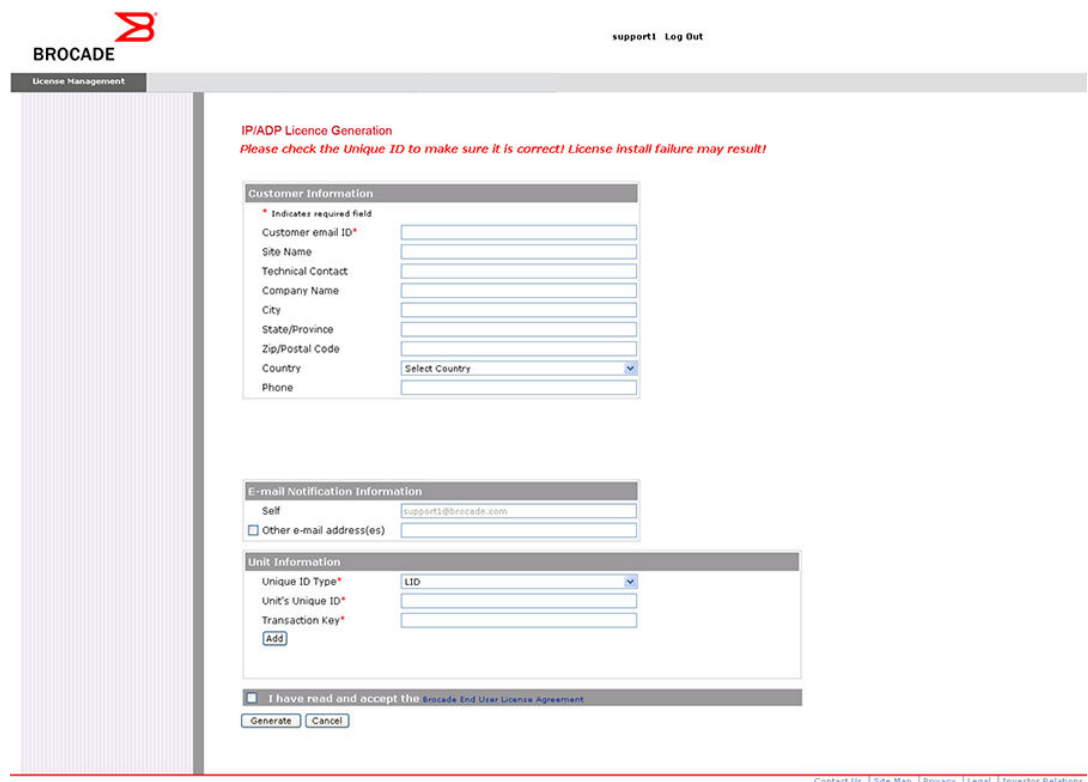 BROCADE
support1 Log Out
License Management
IP/ADP Licence Generation
Please check the Unique ID to make sure it is correct! License install failure may result!
Customer Information
* Indicates required field
Customer email ID*
Site Name
Technical Contact
Company Name
City
State/Province
Zip/Postal Code
Country Select Country
Phone
E-mail Notification Information
Self support1@brocade.com
Other e-mail address(es)
Unit Information
Unique ID Type* LID
Unit's Unique ID*
Transaction Key*
Add
I have read and accept the Brocade End User License Agreement
Generate Cancel
Contact Us | Site Map | Privacy | Legal | Investor Relations